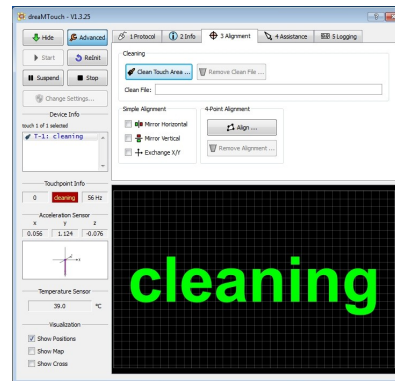 dreaMTouch - V1.3.25
Hide
Advanced
1 Protocol
2 Info
3 Alignment
4 Assistance
5 Logging
Start
ReInit
Suspend
Stop
Change Settings...
Device Info
touch 1 of 1 selected
T-1: cleaning
Touchpoint Info
0
cleaning
56 Hz
Acceleration Sensor
x y z
0.056 1.124 -0.076
Temperature Sensor
39.0 °C
Visualization
Show Positions
Show Map
Show Cross
Cleaning
Clean Touch Area ...
Remove Clean File ...
Clean File:
Simple Alignment
Mirror Horizontal
Mirror Vertical
Exchange X/Y
4-Point Alignment
Align ...
Remove Alignment ...
cleaning